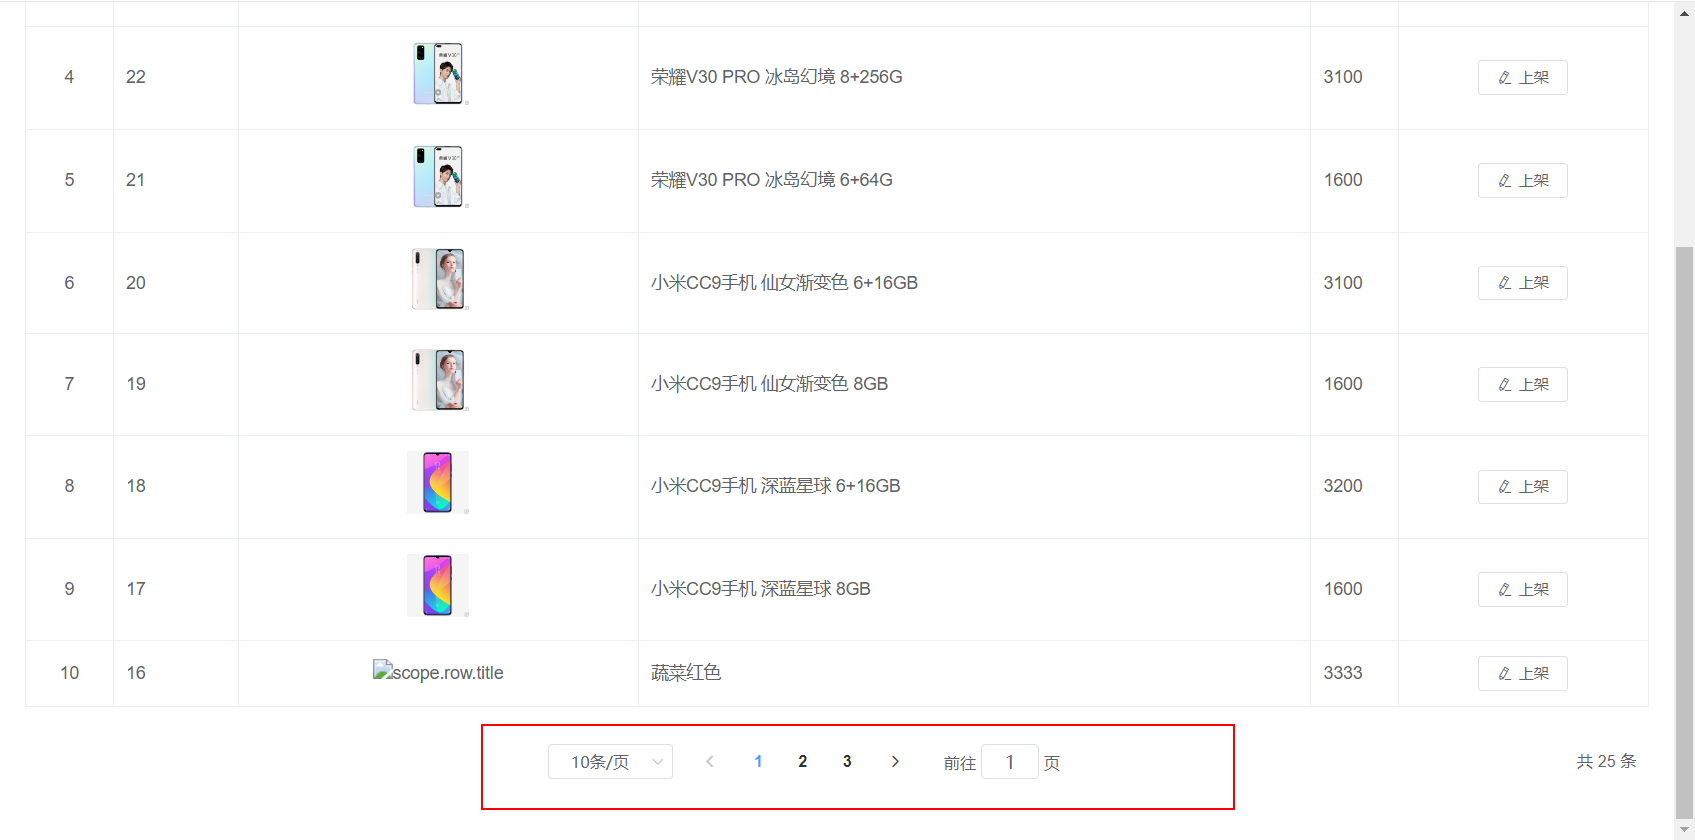 4 22 荣耀V30 PRO 冰岛幻境 8+256G 3100 上架
5 21 荣耀V30 PRO 冰岛幻境 6+64G 1600 上架
6 20 小米CC9手机 仙女渐变色 6+16GB 3100 上架
7 19 小米CC9手机 仙女渐变色 8GB 1600 上架
8 18 小米CC9手机 深蓝星球 6+16GB 3200 上架
9 17 小米CC9手机 深蓝星球 8GB 1600 上架
10 16 scope.row.title 蔬菜红色 3333 上架
10条/页 1 2 3 前往 1 页 共 25 条